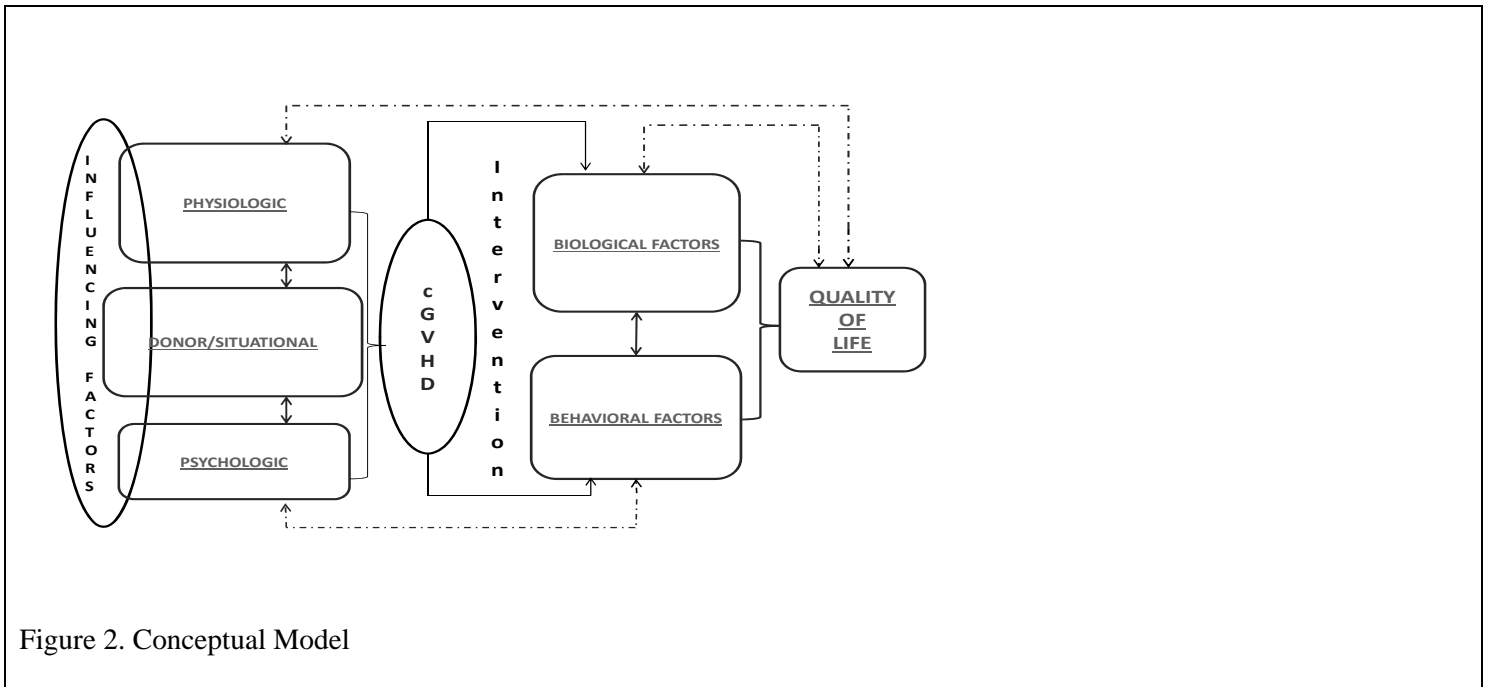 INFLUENCING FACTORS
PHYSIOLOGIC
DONOR/SITUATIONAL
PSYCHOLOGIC
cGVHD
Intervention
BIOLOGICAL FACTORS
BEHAVIORAL FACTORS
QUALITY
OF
LIFE
Figure 2. Conceptual Model